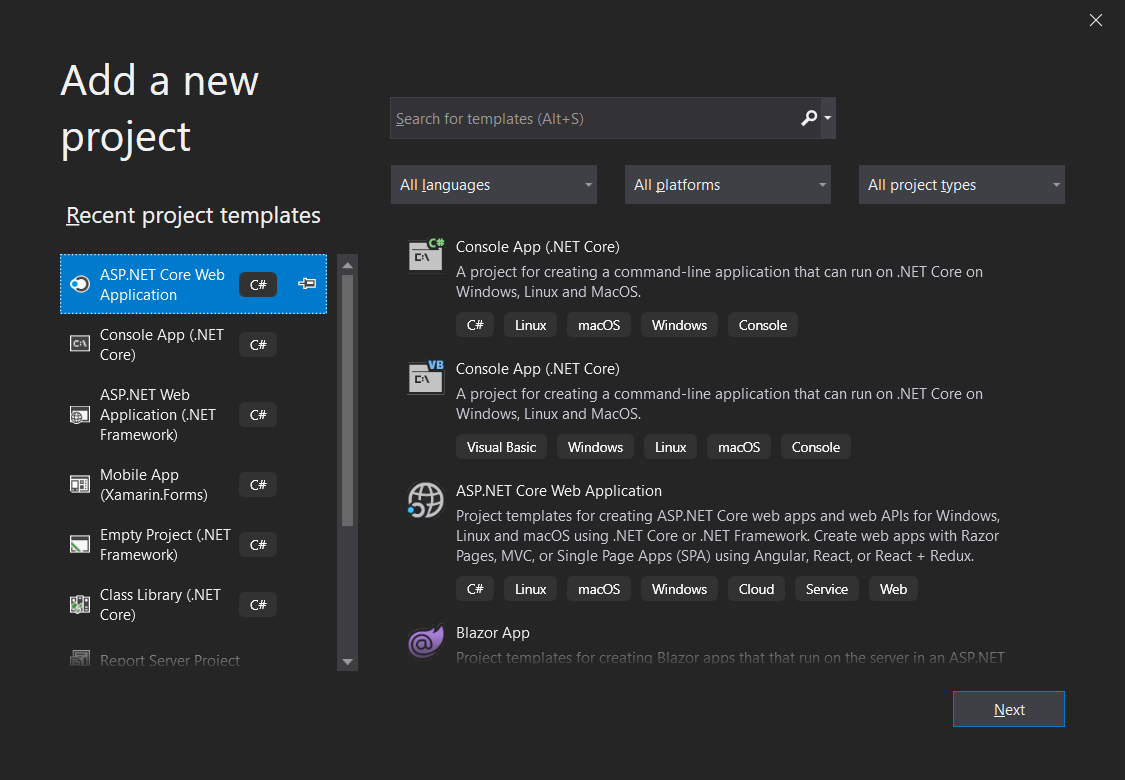 Add a new
project
Search for templates (Alt+S)
All languages
All platforms
All project types
Recent project templates
ASP.NET Core Web
Application
C#
Console App (.NET
Core)
C#
ASP.NET Web
Application (.NET
Framework)
C#
Mobile App
(Xamarin.Forms)
C#
Empty Project (.NET
Framework)
C#
Class Library (.NET
Core)
C#
Report Server Project
C#
Console App (.NET Core)
A project for creating a command-line application that can run on .NET Core on
Windows, Linux and MacOS.
C# Linux macOS Windows Console
VB
Console App (.NET Core)
A project for creating a command-line application that can run on .NET Core on
Windows, Linux and MacOS.
Visual Basic Windows Linux macOS Console
ASP.NET Core Web Application
Project templates for creating ASP.NET Core web apps and web APIs for Windows,
Linux and macOS using .NET Core or .NET Framework. Create web apps with Razor
Pages, MVC, or Single Page Apps (SPA) using Angular, React, or React + Redux.
C# Linux macOS Windows Cloud Service Web
Blazor App
Project templates for creating Blazor apps that that run on the server in an ASP.NET
Next